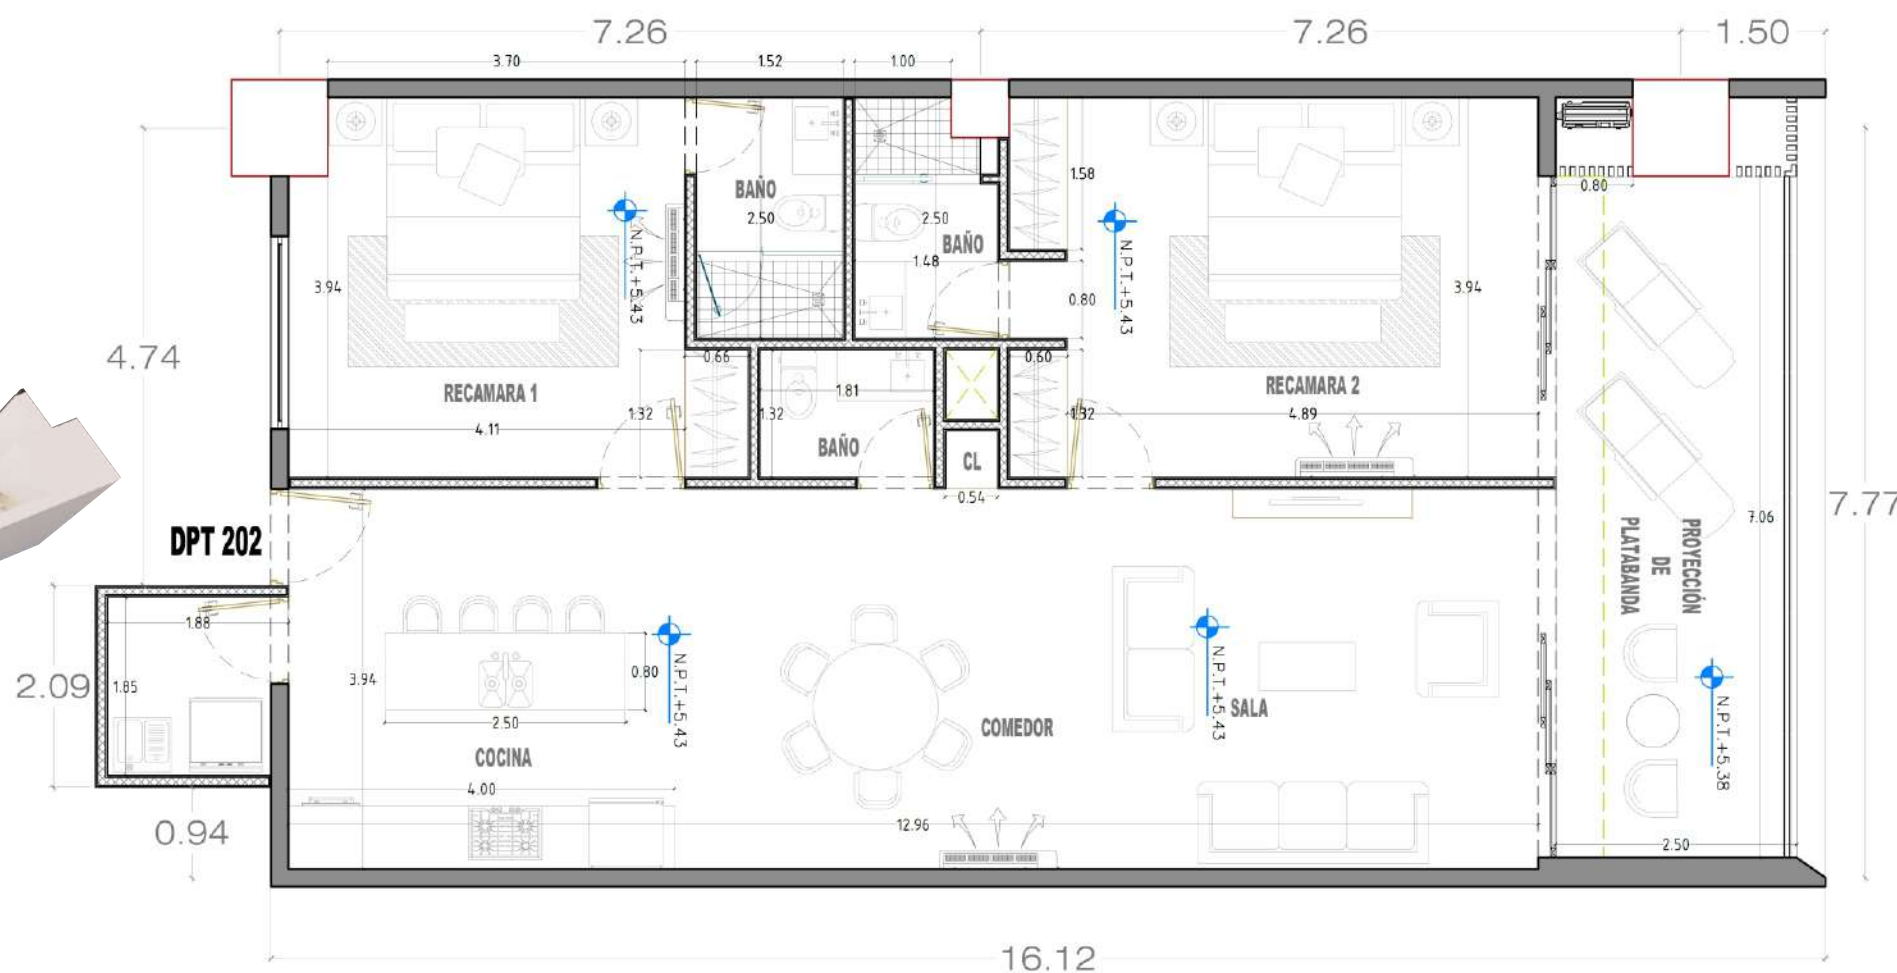 7.26
7.26
1.50
3.70
1.52
1.00
BAÑO
2.50
2.50
BAÑO
1.48
1.58
0.80
0.80
N.P.T.+5.43
N.P.T.+5.43
3.94
3.94
4.74
0.66
0.60
RECAMARA 1
RECAMARA 2
1.81
1.32
1.32
1.32
4.11
4.89
BAÑO
CL
0.54
DPT 202
PROYECCIÓN
DE
PLATABANDA
7.06
7.77
1.88
2.09
1.85
3.94
0.80
2.50
N.P.T.+5.43
N.P.T.+5.43
SALA
COMEDOR
N.P.T.+5.38
COCINA
4.00
0.94
12.96
2.50
16.12